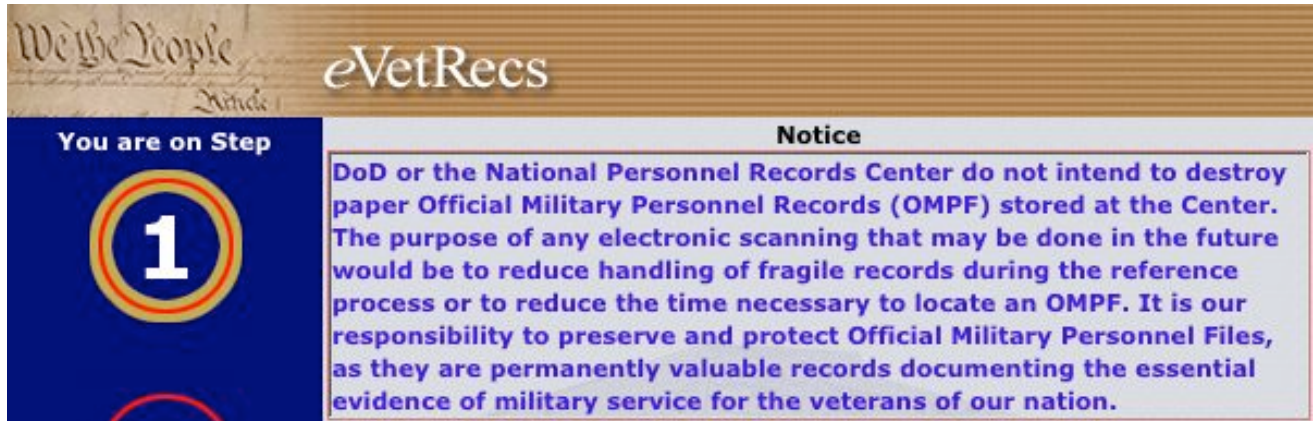 We the People
Article
eVetRecs
You are on Step
1
Notice
DoD or the National Personnel Records Center do not intend to destroy
paper Official Military Personnel Records (OMPF) stored at the Center.
The purpose of any electronic scanning that may be done in the future
would be to reduce handling of fragile records during the reference
process or to reduce the time necessary to locate an OMPF. It is our
responsibility to preserve and protect Official Military Personnel Files,
as they are permanently valuable records documenting the essential
evidence of military service for the veterans of our nation.